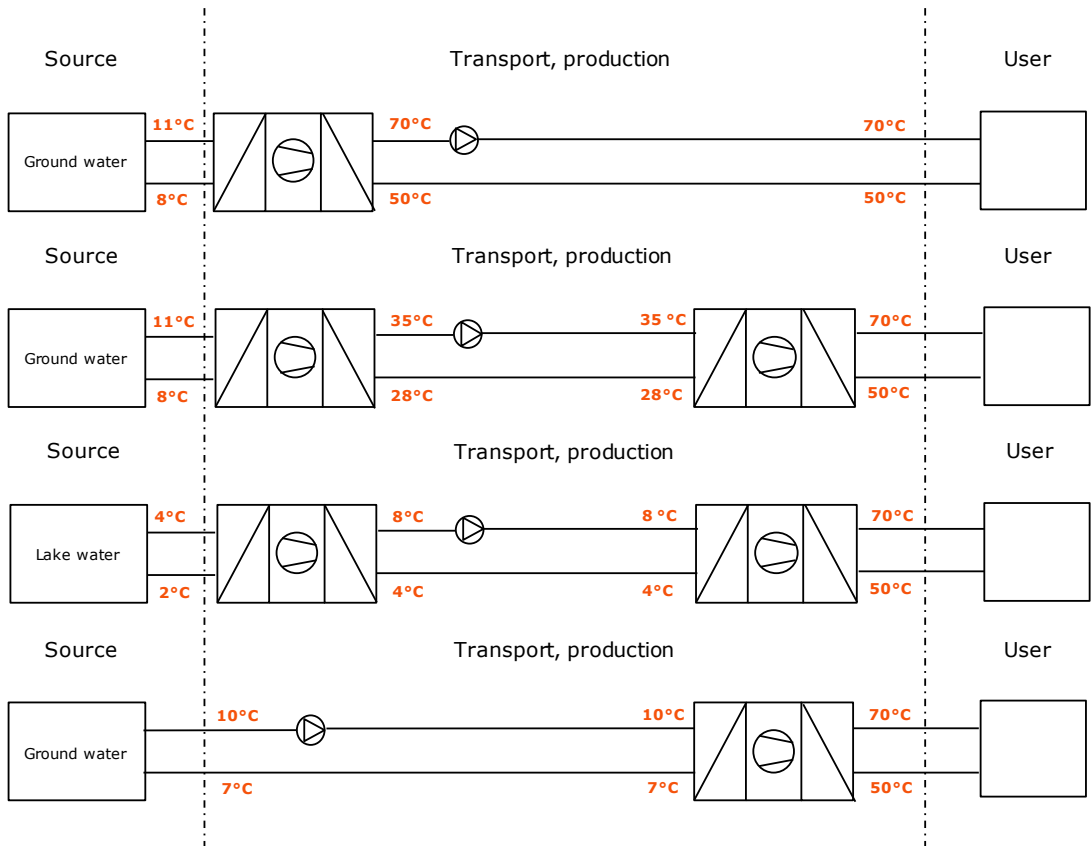 Source Transport, production User
11°C 70°C 70°C
Ground water
8°C 50°C 50°C
Source Transport, production User
11°C 35°C 35 °C 70°C
Ground water
8°C 28°C 28°C 50°C
Source Transport, production User
4°C 8°C 8 °C 70°C
Lake water
2°C 4°C 4°C 50°C
Source Transport, production User
10°C 10°C 70°C
Ground water
7°C 7°C 50°C